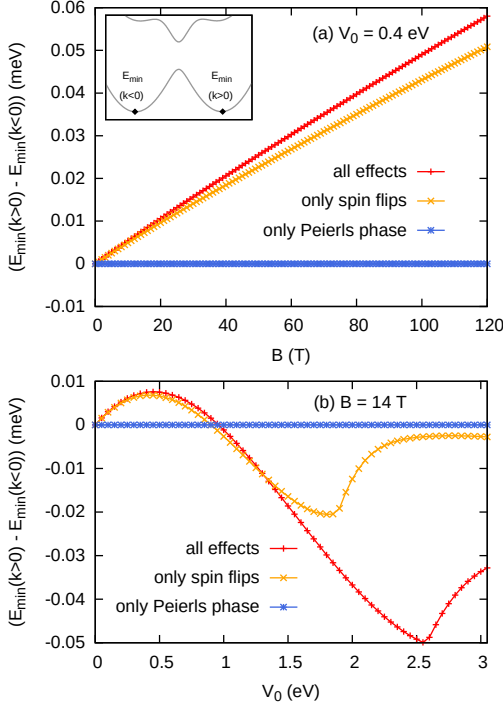 (a) V₀ = 0.4 eV
E_min (k<0)
E_min (k>0)
(E_min(k>0) - E_min(k<0)) (meV)
0.06
0.05
0.04
0.03
0.02
0.01
0
-0.01
all effects
only spin flips
only Peierls phase
0 20 40 60 80 100 120
B (T)
(b) B = 14 T
(E_min(k>0) - E_min(k<0)) (meV)
0.01
0
-0.01
-0.02
-0.03
-0.04
-0.05
all effects
only spin flips
only Peierls phase
0 0.5 1 1.5 2 2.5 3
V₀ (eV)